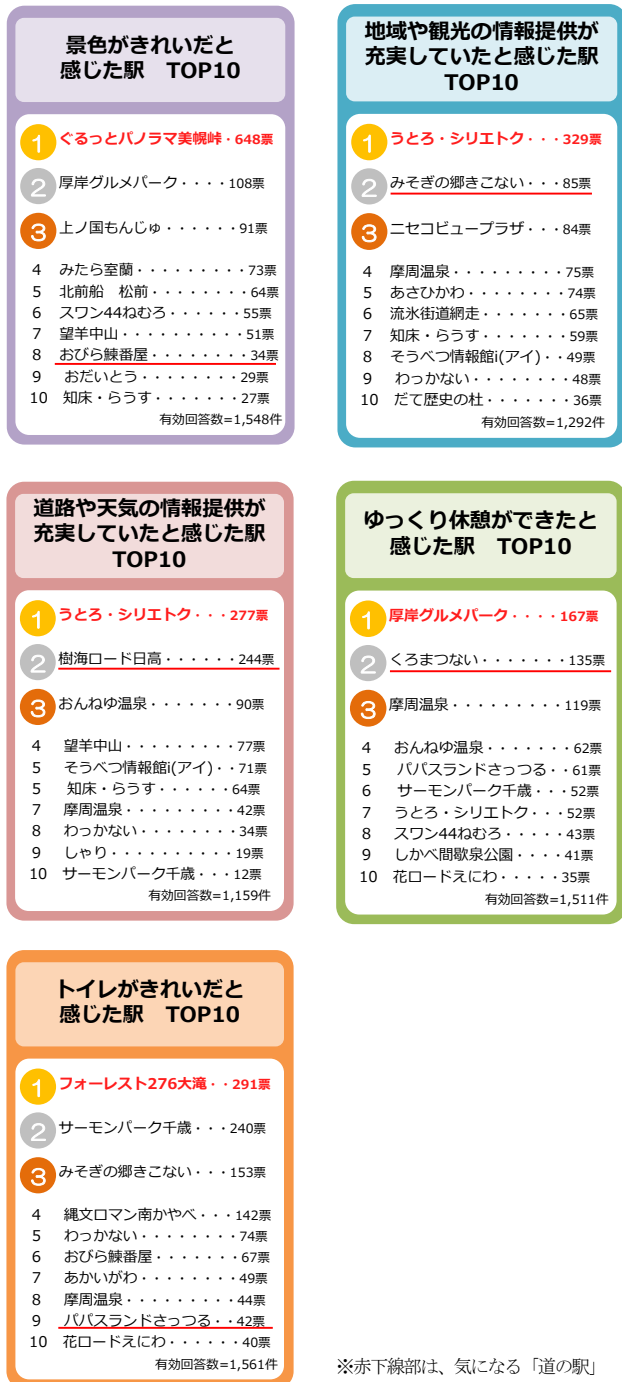 景色がきれいだと
感じた駅　TOP10
1 ぐるっとパノラマ美幌峠・648票
2 厚岸グルメパーク・・・・108票
3 上ノ国もんじゅ・・・・・・91票
4 みたら室蘭・・・・・・・・・73票
5 北前船　松前・・・・・・・・64票
6 スワン44ねむろ・・・・・・55票
7 望羊中山・・・・・・・・・・51票
8 おびら鰊番屋・・・・・・・・34票
9 おだいとう・・・・・・・・29票
10 知床・らうす・・・・・・・27票
有効回答数=1,548件
地域や観光の情報提供が
充実していたと感じた駅
TOP10
1 うとろ・シリエトク・・・329票
2 みそぎの郷きこない・・・85票
3 ニセコビュープラザ・・・84票
4 摩周温泉・・・・・・・・・75票
5 あさひかわ・・・・・・・・74票
6 流氷街道網走・・・・・・・65票
7 知床・らうす・・・・・・・59票
8 そうべつ情報館i(アイ)・・49票
9 わっかない・・・・・・・・48票
10 だて歴史の杜・・・・・・・36票
有効回答数=1,292件
道路や天気の情報提供が
充実していたと感じた駅
TOP10
1 うとろ・シリエトク・・・277票
2 樹海ロード日高・・・・・・244票
3 おんねゆ温泉・・・・・・・90票
4 望羊中山・・・・・・・・・77票
5 そうべつ情報館i(アイ)・・71票
5 知床・らうす・・・・・・・64票
7 摩周温泉・・・・・・・・・42票
8 わっかない・・・・・・・・34票
9 しゃり・・・・・・・・・・19票
10 サーモンパーク千歳・・・12票
有効回答数=1,159件
ゆっくり休憩ができたと
感じた駅　TOP10
1 厚岸グルメパーク・・・・167票
2 くろまつない・・・・・・・135票
3 摩周温泉・・・・・・・・・119票
4 おんねゆ温泉・・・・・・・62票
5 パパスランドさっつる・・61票
6 サーモンパーク千歳・・・52票
7 うとろ・シリエトク・・・52票
8 スワン44ねむろ・・・・・43票
9 しかべ間歇泉公園・・・・41票
10 花ロードえにわ・・・・・35票
有効回答数=1,511件
トイレがきれいだと
感じた駅　TOP10
1 フォーレスト276大滝・・291票
2 サーモンパーク千歳・・・240票
3 みそぎの郷きこない・・・153票
4 縄文ロマン南かやべ・・・142票
5 わっかない・・・・・・・・74票
6 おびら鰊番屋・・・・・・・67票
7 あかいがわ・・・・・・・・49票
8 摩周温泉・・・・・・・・・44票
9 パパスランドさっつる・・42票
10 花ロードえにわ・・・・・・40票
有効回答数=1,561件
※赤下線部は、気になる「道の駅」